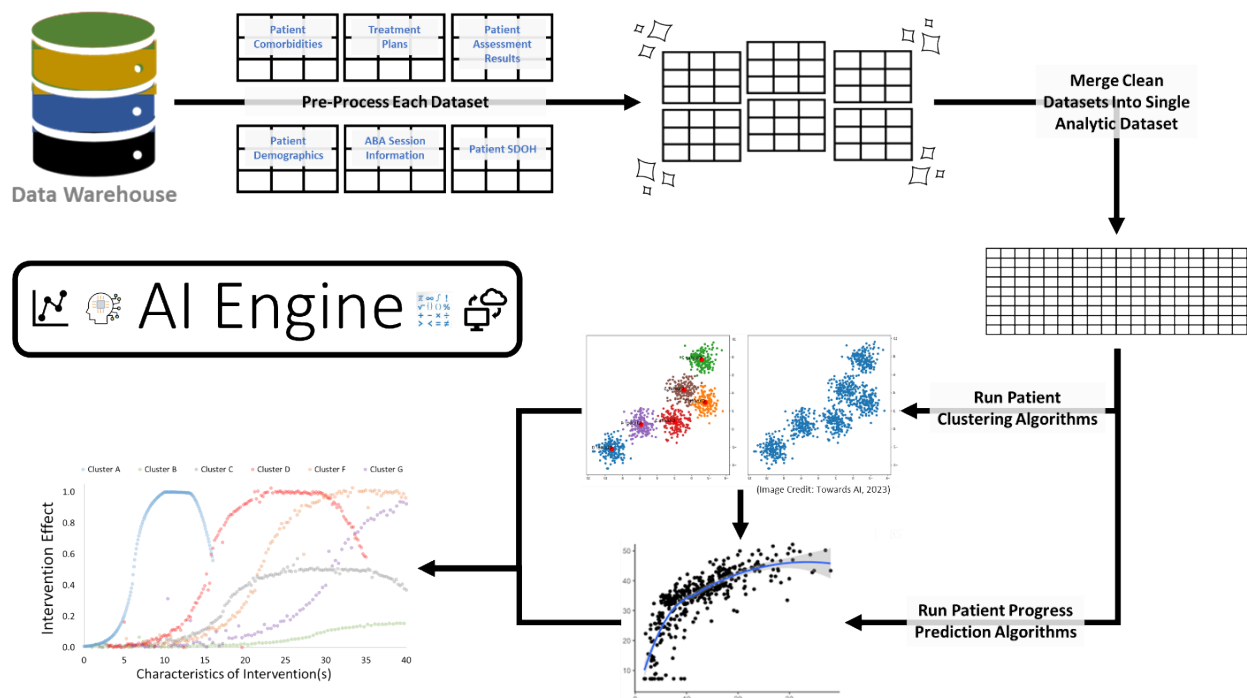 Patient
Comorbidities
Treatment
Plans
Patient
Assessment
Results
Pre-Process Each Dataset
Patient
Demographics
ABA Session
Information
Patient SDOH
Data Warehouse
Merge Clean
Datasets Into Single
Analytic Dataset
AI Engine
Run Patient
Clustering Algorithms
(Image Credit: Towards AI, 2023)
Cluster A
Cluster B
Cluster C
Cluster D
Cluster F
Cluster G
Intervention Effect
1.0
0.8
0.6
0.4
0.2
0.0
0
5
10
15
20
25
30
35
40
Characteristics of Intervention(s)
50
40
30
20
10
0
Run Patient Progress
Prediction Algorithms